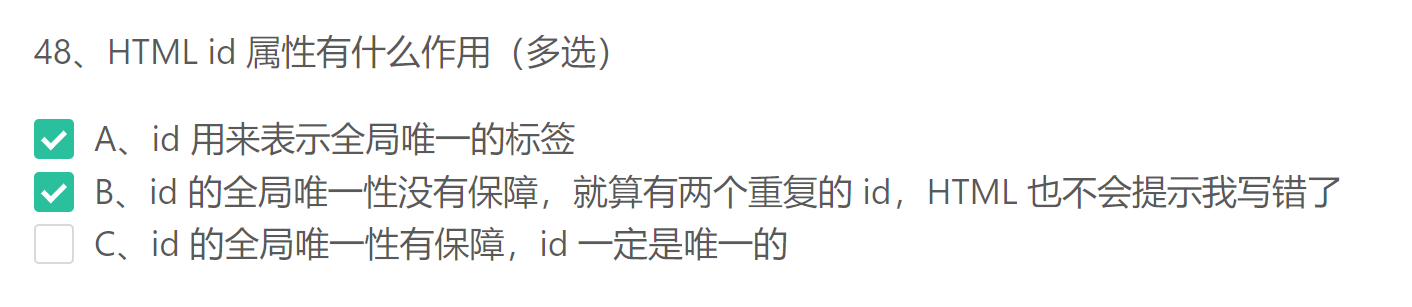 48、HTML id 属性有什么作用（多选）
A、id 用来表示全局唯一的标签
B、id 的全局唯一性没有保障，就算有两个重复的 id，HTML 也不会提示我写错了
C、id 的全局唯一性有保障，id 一定是唯一的